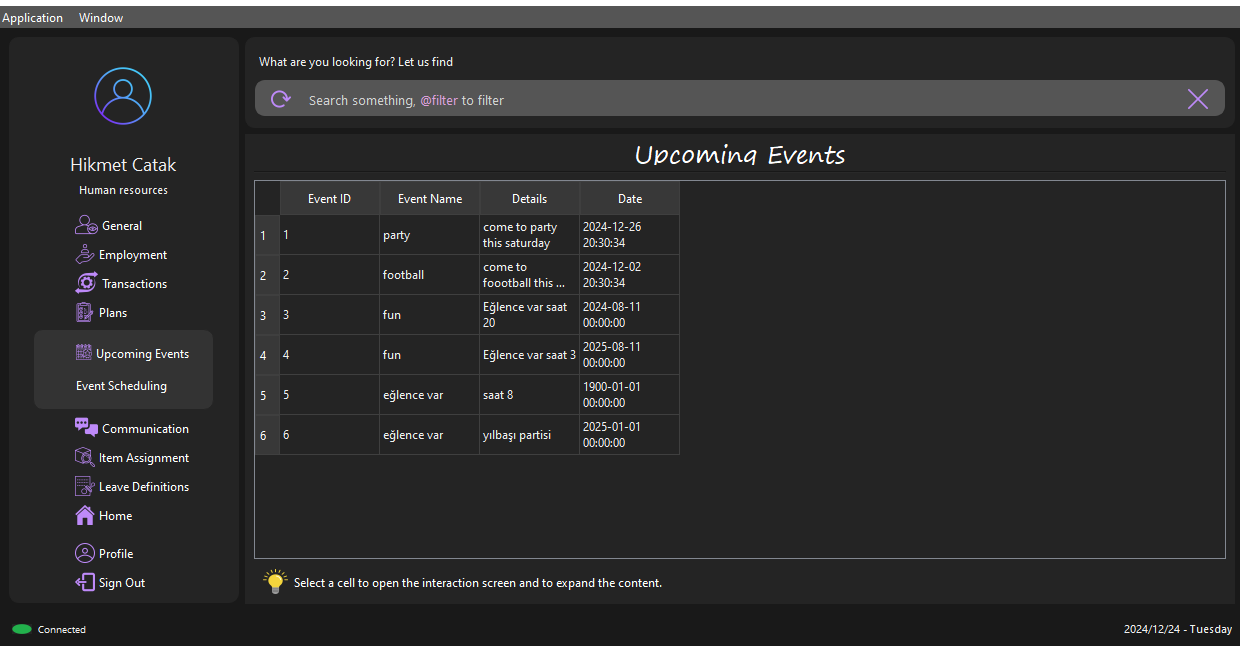 Application Window
What are you looking for? Let us find
Search something, @filter to filter
Hikmet Catak
Human resources
General
Employment
Transactions
Plans
Upcoming Events
Event Scheduling
Communication
Item Assignment
Leave Definitions
Home
Profile
Sign Out
Upcoming Events
Event ID Event Name Details Date
1 1 party come to party this saturday 2024-12-26 20:30:34
2 2 football come to foootball this ... 2024-12-02 20:30:34
3 3 fun Eğlence var saat 20 2024-08-11 00:00:00
4 4 fun Eğlence var saat 3 2025-08-11 00:00:00
5 5 eğlence var saat 8 1900-01-01 00:00:00
6 6 eğlence var yılbaşı partisi 2025-01-01 00:00:00
Select a cell to open the interaction screen and to expand the content.
Connected
2024/12/24 - Tuesday